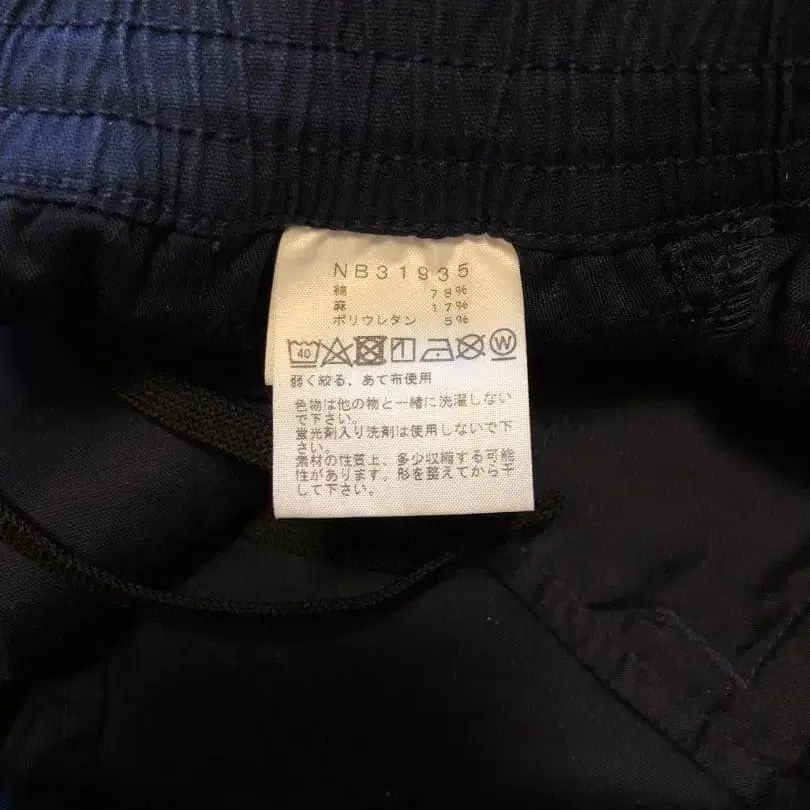 NB31935
綿 78%
麻 17%
ポリウレタン 5%
40 W
弱く絞る、あて布使用
色物は他の物と一緒に洗濯しない
で下さい。
蛍光剤入り洗剤は使用しないで下
さい。
素材の性質上、多少収縮する可能
性があります。形を整えてから干
して下さい。